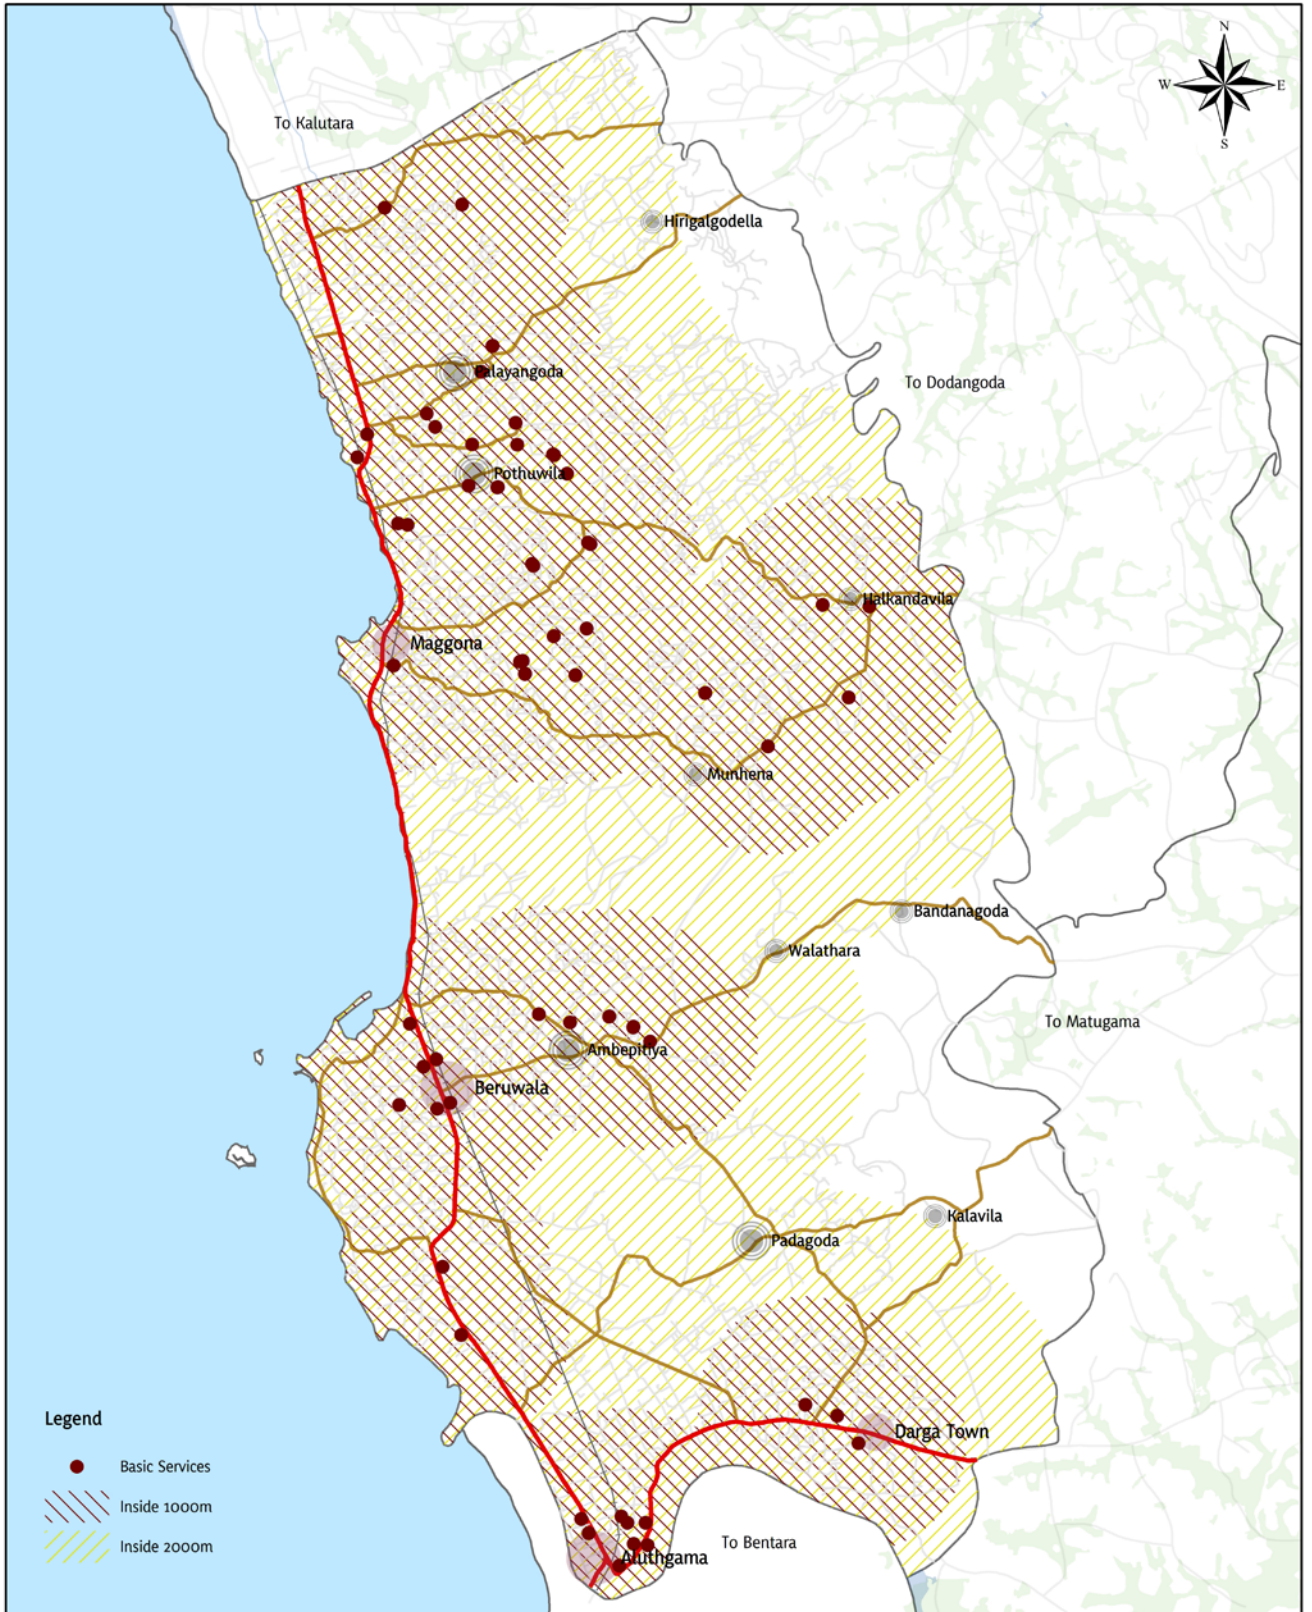 N
W
E
S
To Kalutara
Hirigalgodella
Palayangoda
To Dodangoda
Pothuwila
Halkandavila
Maggona
Munhena
Bandanagoda
Walathara
To Matugama
Ambepitiya
Beruwala
Kalavila
Padagoda
Legend
Darga Town
Basic Services
Inside 1000m
Inside 2000m
To Bentara
Aluthgama